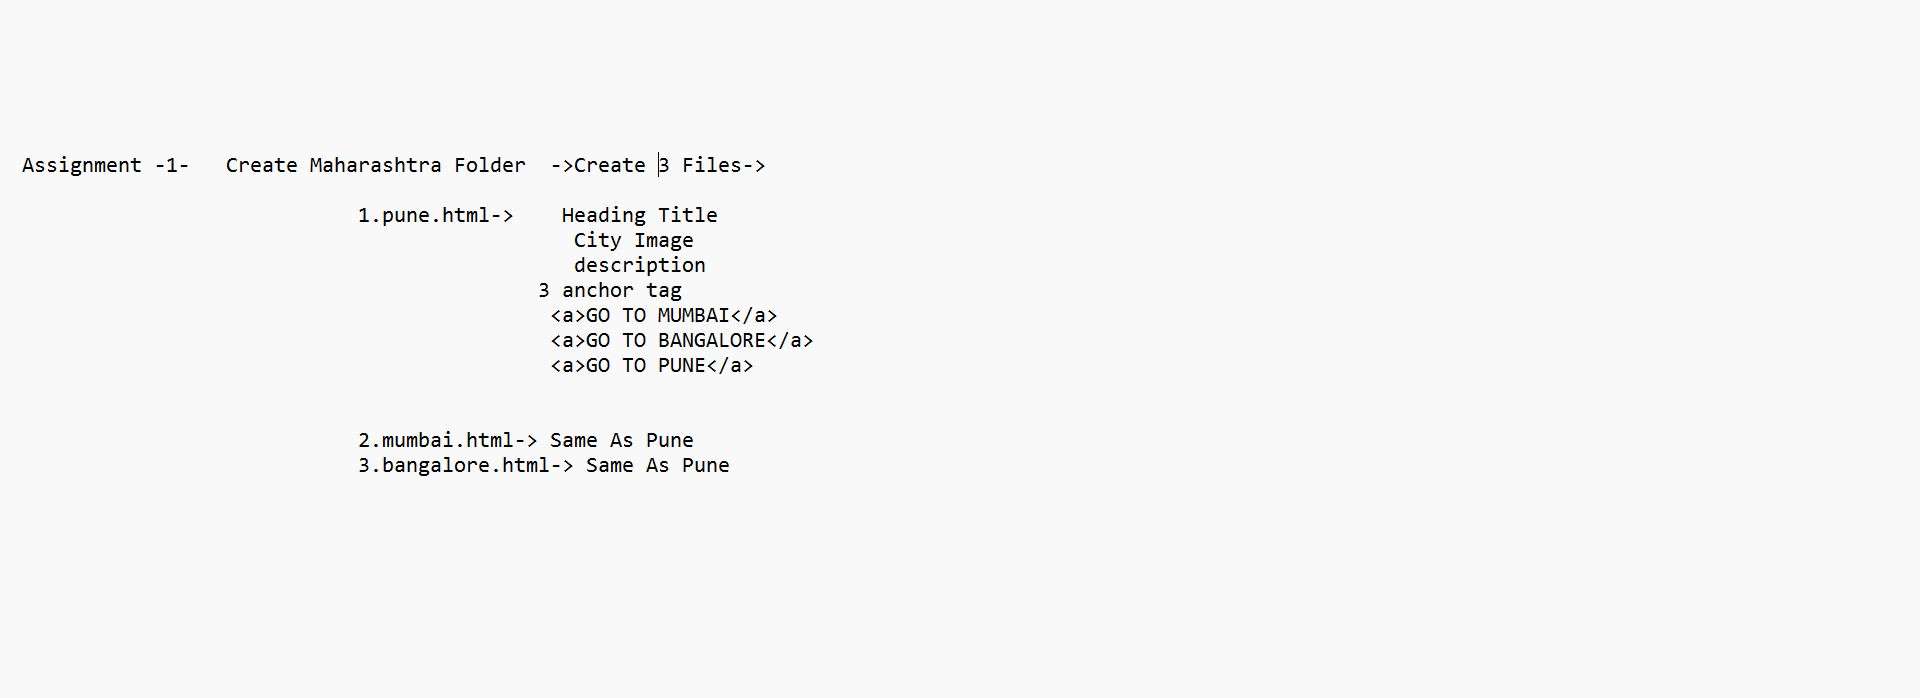 Assignment -1-   Create Maharashtra Folder  ->Create 3 Files->
1.pune.html->    Heading Title
City Image
description
3 anchor tag
<a>GO TO MUMBAI</a>
<a>GO TO BANGALORE</a>
<a>GO TO PUNE</a>
2.mumbai.html-> Same As Pune
3.bangalore.html-> Same As Pune